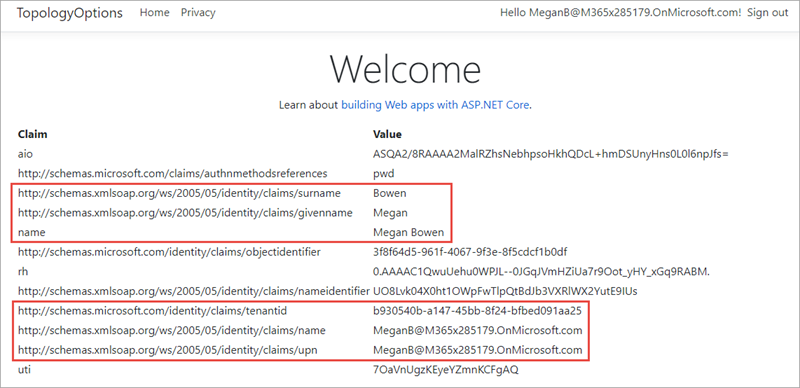 TopologyOptions Home Privacy Hello MeganB@M365x285179.OnMicrosoft.com! Sign out
Welcome
Learn about building Web apps with ASP.NET Core.
Claim Value
aio ASQA2/8RAAAA2MalRZhsNebhpsoHkhQDcL+hmDSUnyHns0L0l6npJfs=
http://schemas.microsoft.com/claims/authnmethodsreferences pwd
http://schemas.xmlsoap.org/ws/2005/05/identity/claims/surname Bowen
http://schemas.xmlsoap.org/ws/2005/05/identity/claims/givenname Megan
name Megan Bowen
http://schemas.microsoft.com/identity/claims/objectidentifier 3f8f64d5-961f-4067-9f3e-8f5cdcf1b0df
rh 0.AAAAC1QwuUehu0WPJL--0JGqJVmHZiUa7r9Oot_yHY_xGq9RABM.
http://schemas.xmlsoap.org/ws/2005/05/identity/claims/nameidentifier UO8Lvk04X0ht1OWpFwTlpQtBdJb3VXRlWX2YutE9IUs
http://schemas.microsoft.com/identity/claims/tenantid b930540b-a147-45bb-8f24-bfbed091aa25
http://schemas.xmlsoap.org/ws/2005/05/identity/claims/name MeganB@M365x285179.OnMicrosoft.com
http://schemas.xmlsoap.org/ws/2005/05/identity/claims/upn MeganB@M365x285179.OnMicrosoft.com
uti 7OaVnUgzKEyeYZmnKCFgAQ